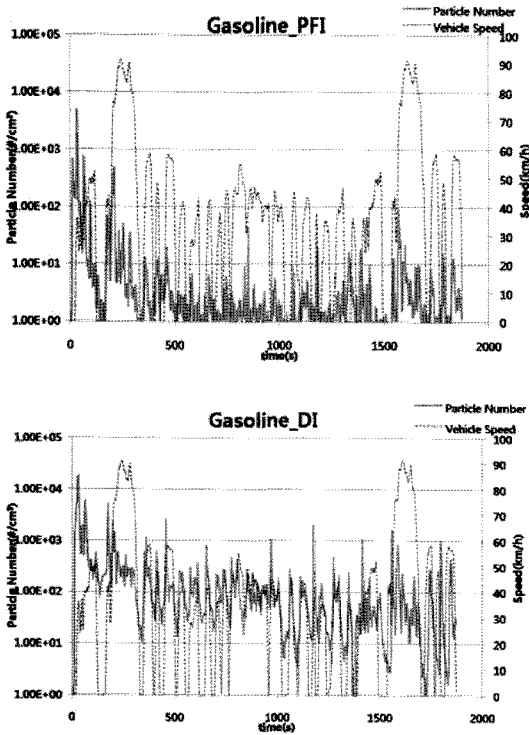 Gasoline_PFI
Particle Number
Vehicle Speed
1.00E+05
1.00E+04
1.00E+03
1.00E+02
1.00E+01
1.00E+00
Particle Number(#/cm³)
100
90
80
70
60
50
40
30
20
10
0
Speed(km/h)
0
500
1000
1500
2000
time(s)
Gasoline_DI
Particle Number
Vehicle Speed
1.00E+05
1.00E+04
1.00E+03
1.00E+02
1.00E+01
1.00E+00
Particle Number(#/cm³)
100
90
80
70
60
50
40
30
20
10
0
Speed(km/h)
0
500
1000
1500
2000
time(s)